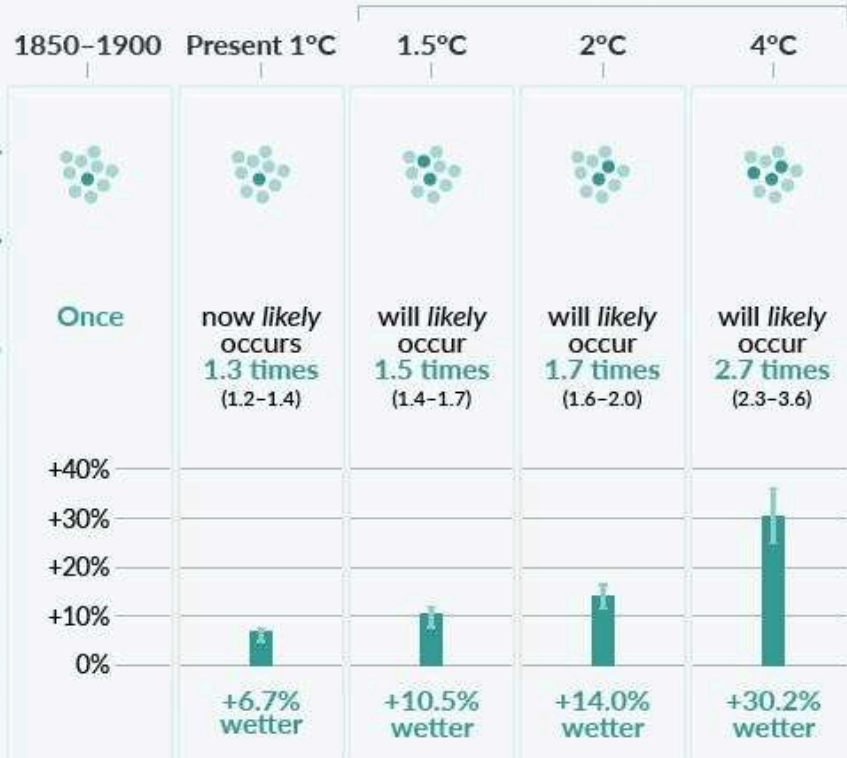 1850–1900 Present 1°C 1.5°C 2°C 4°C
Once
now likely
occurs
1.3 times
(1.2–1.4)
will likely
occur
1.5 times
(1.4–1.7)
will likely
occur
1.7 times
(1.6–2.0)
will likely
occur
2.7 times
(2.3–3.6)
+40%
+30%
+20%
+10%
0%
+6.7%
wetter
+10.5%
wetter
+14.0%
wetter
+30.2%
wetter